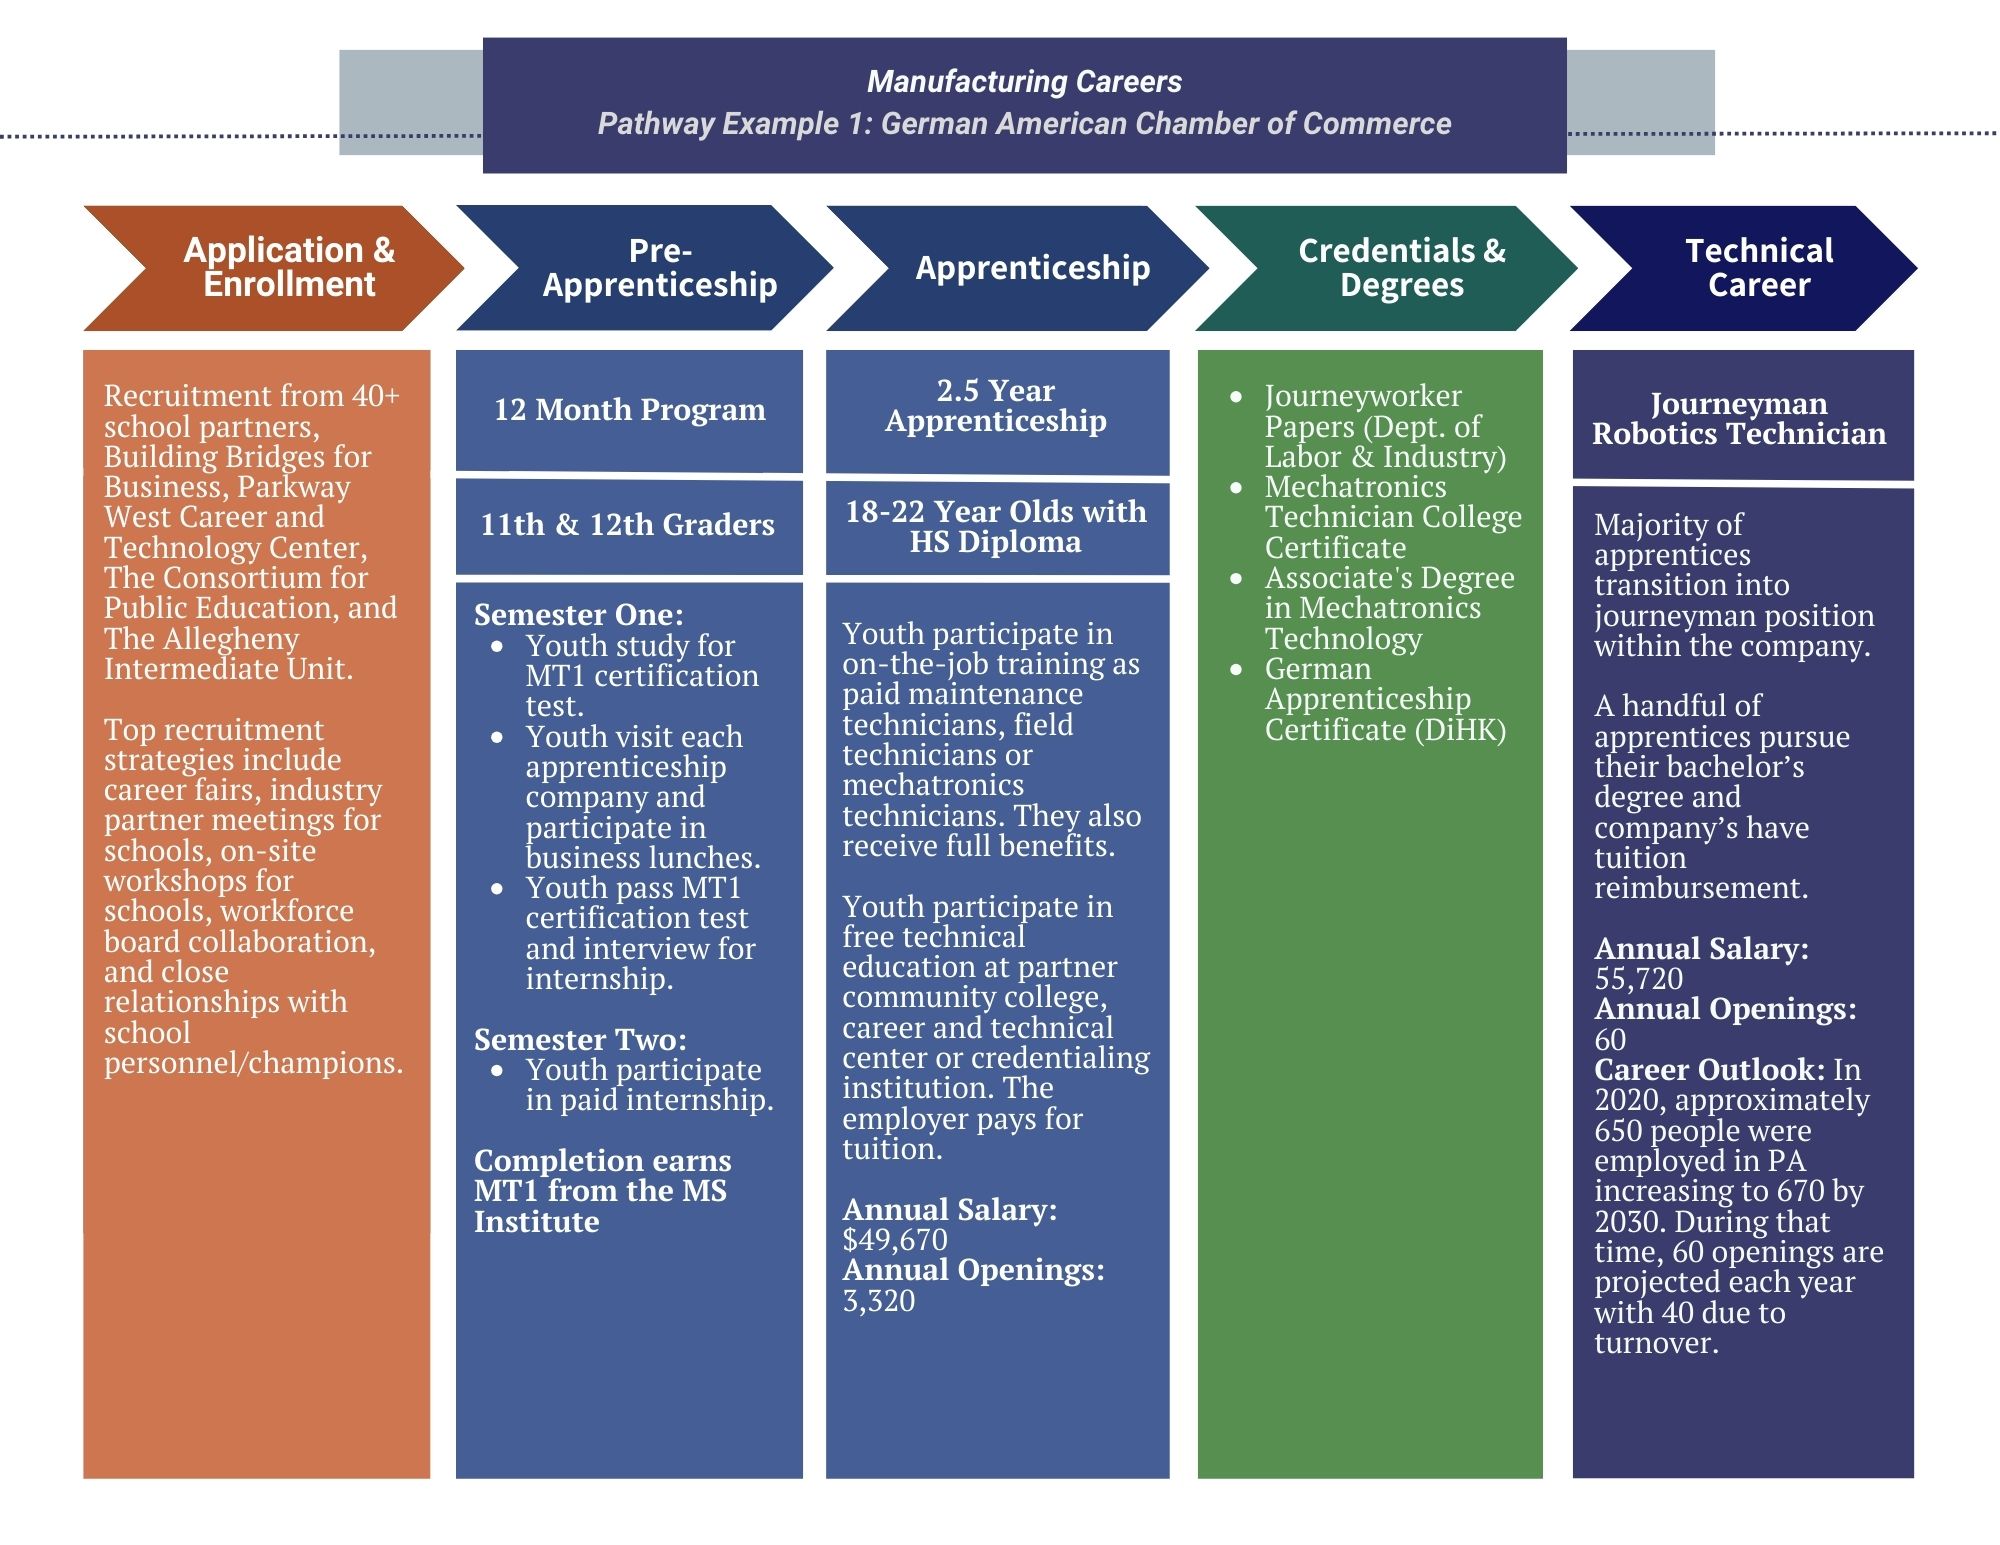 Manufacturing Careers
Pathway Example 1: German American Chamber of Commerce
Application &
Enrollment
Recruitment from 40+
school partners,
Building Bridges for
Business, Parkway
West Career and
Technology Center,
The Consortium for
Public Education, and
The Allegheny
Intermediate Unit.
Top recruitment
strategies include
career fairs, industry
partner meetings for
schools, on-site
workshops for
schools, workforce
board collaboration,
and close
relationships with
school
personnel/champions.
Pre-
Apprenticeship
12 Month Program
11th & 12th Graders
Semester One:
• Youth study for
MT1 certification
test.
• Youth visit each
apprenticeship
company and
participate in
business lunches.
• Youth pass MT1
certification test
and interview for
internship.
Semester Two:
• Youth participate
in paid internship.
Completion earns
MT1 from the MS
Institute
Apprenticeship
2.5 Year
Apprenticeship
18-22 Year Olds with
HS Diploma
Youth participate in
on-the-job training as
paid maintenance
technicians, field
technicians or
mechatronics
technicians. They also
receive full benefits.
Youth participate in
free technical
education at partner
community college,
career and technical
center or credentialing
institution. The
employer pays for
tuition.
Annual Salary:
$49,670
Annual Openings:
3,320
Credentials &
Degrees
• Journeyworker
Papers (Dept. of
Labor & Industry)
• Mechatronics
Technician College
Certificate
• Associate's Degree
in Mechatronics
Technology
• German
Apprenticeship
Certificate (DiHK)
Technical
Career
Journeyman
Robotics Technician
Majority of
apprentices
transition into
journeyman position
within the company.
A handful of
apprentices pursue
their bachelor’s
degree and
company’s have
tuition
reimbursement.
Annual Salary:
55,720
Annual Openings:
60
Career Outlook: In
2020, approximately
650 people were
employed in PA
increasing to 670 by
2030. During that
time, 60 openings are
projected each year
with 40 due to
turnover.